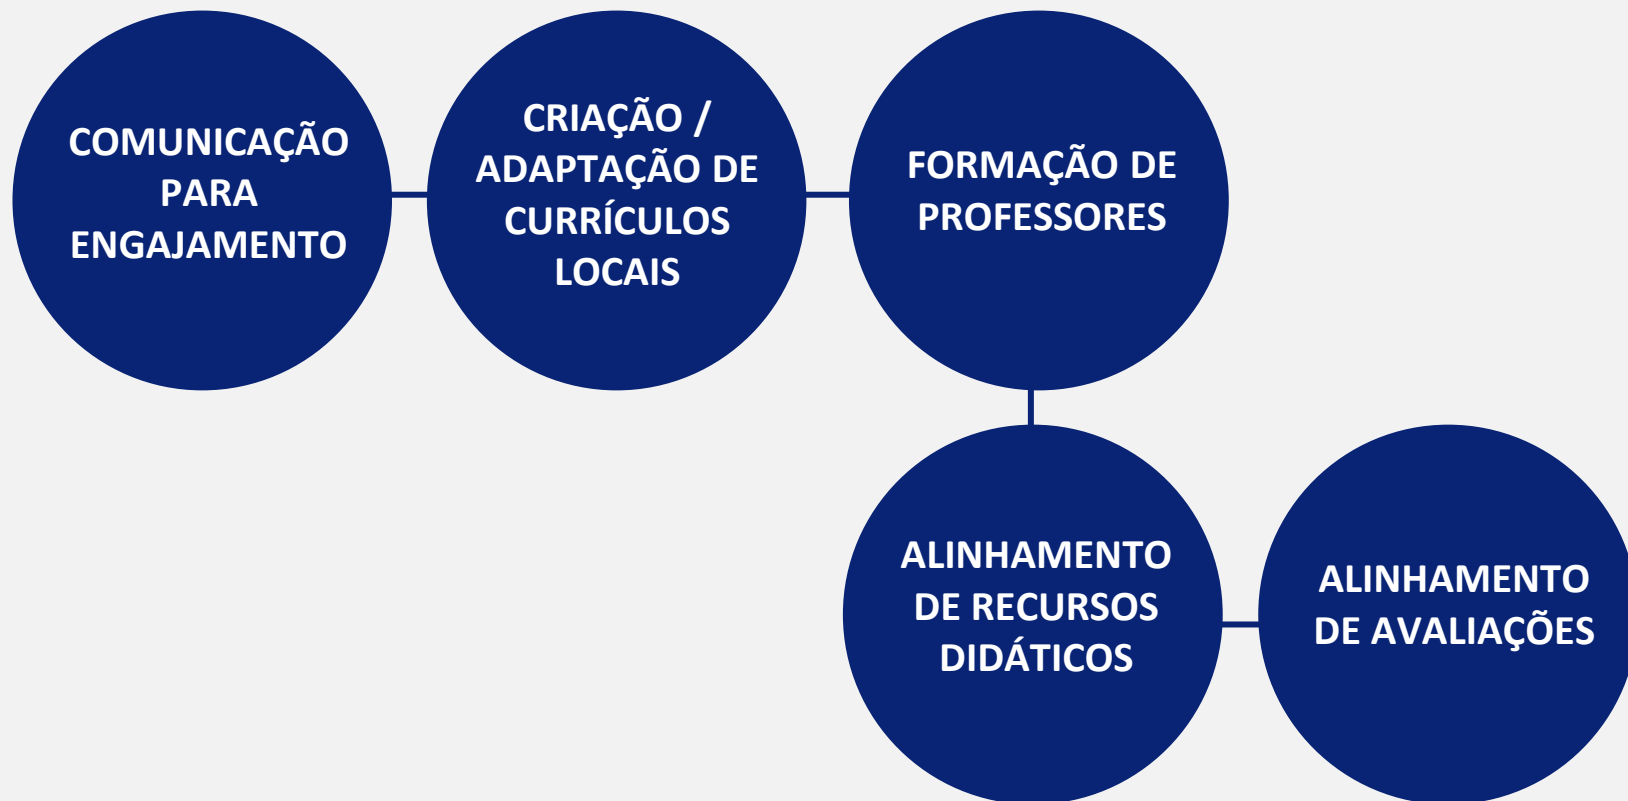 COMUNICAÇÃO
PARA
ENGAJAMENTO
CRIAÇÃO /
ADAPTAÇÃO DE
CURRÍCULOS
LOCAIS
FORMAÇÃO DE
PROFESSORES
ALINHAMENTO
DE RECURSOS
DIDÁTICOS
ALINHAMENTO
DE AVALIAÇÕES